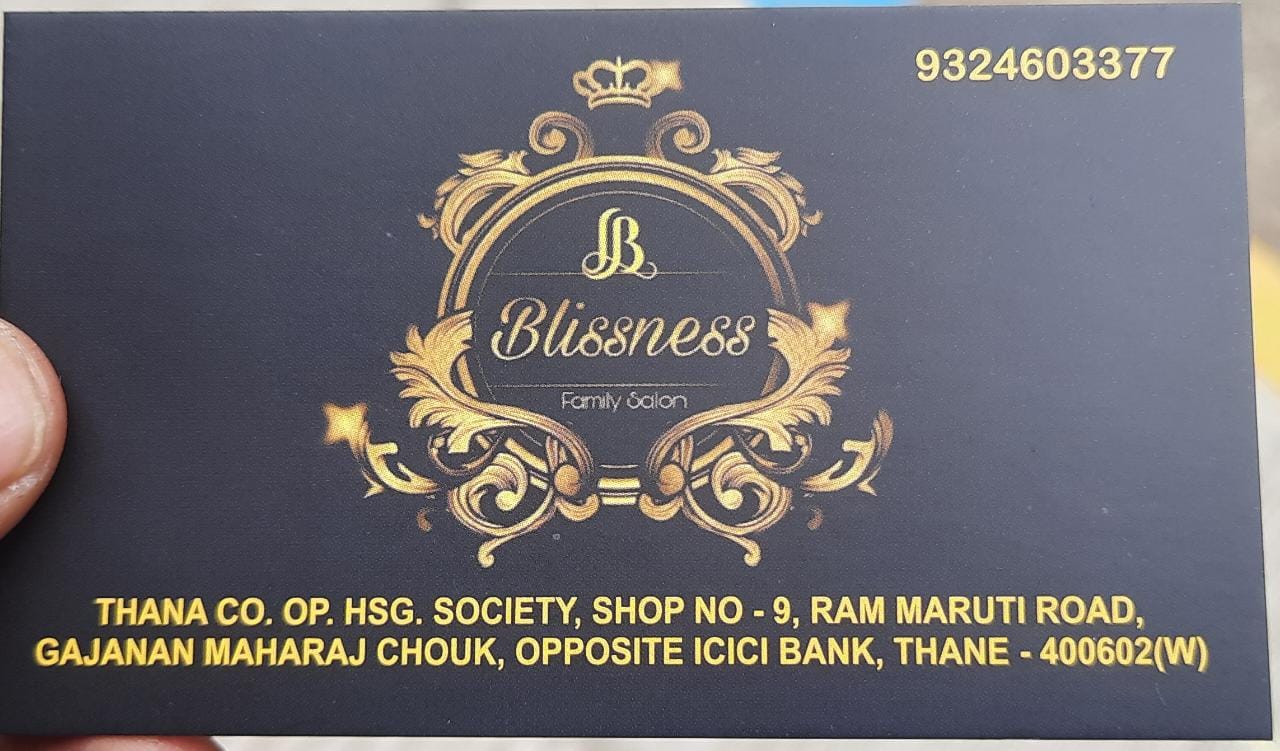 9324603377
B
Blissness
Family Salon
THANA CO. OP. HSG. SOCIETY, SHOP NO - 9, RAM MARUTI ROAD,
GAJANAN MAHARAJ CHOUK, OPPOSITE ICICI BANK, THANE - 400602(W)